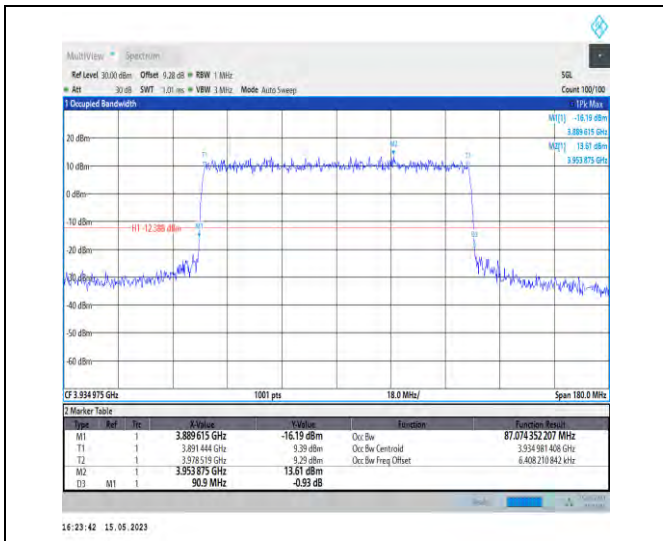 MultiView Spectrum
Ref Level 30.00 dBm Offset 9.28 dB RBW 1 MHz SGL
Att 30 dB SWT 1.01 ms VBW 3 MHz Mode Auto Sweep Count 100/100
1 Occupied Bandwidth 1Pk Max
M1[1] -16.19 dBm
3.889 615 GHz
20 dBm M2 M2[1] 13.61 dBm
T1 3.953 875 GHz
10 dBm
0 dBm
-10 dBm
H1 -12.388 dBm M1
D3
-20 dBm
-30 dBm
-40 dBm
-50 dBm
-60 dBm
CF 3.934 975 GHz 1001 pts 18.0 MHz/ Span 180.0 MHz
2 Marker Table
Type Ref Trc X-Value Y-Value Function Function Result
M1 1 3.889 615 GHz -16.19 dBm Occ Bw 87.074 352 207 MHz
T1 1 3.891 444 GHz 9.39 dBm Occ Bw Centroid 3.934 981 408 GHz
T2 1 3.978 519 GHz 9.29 dBm Occ Bw Freq Offset 6.408 210 842 kHz
M2 1 3.953 875 GHz 13.61 dBm
D3 M1 1 90.9 MHz -0.93 dB
16:23:42 15.05.2023